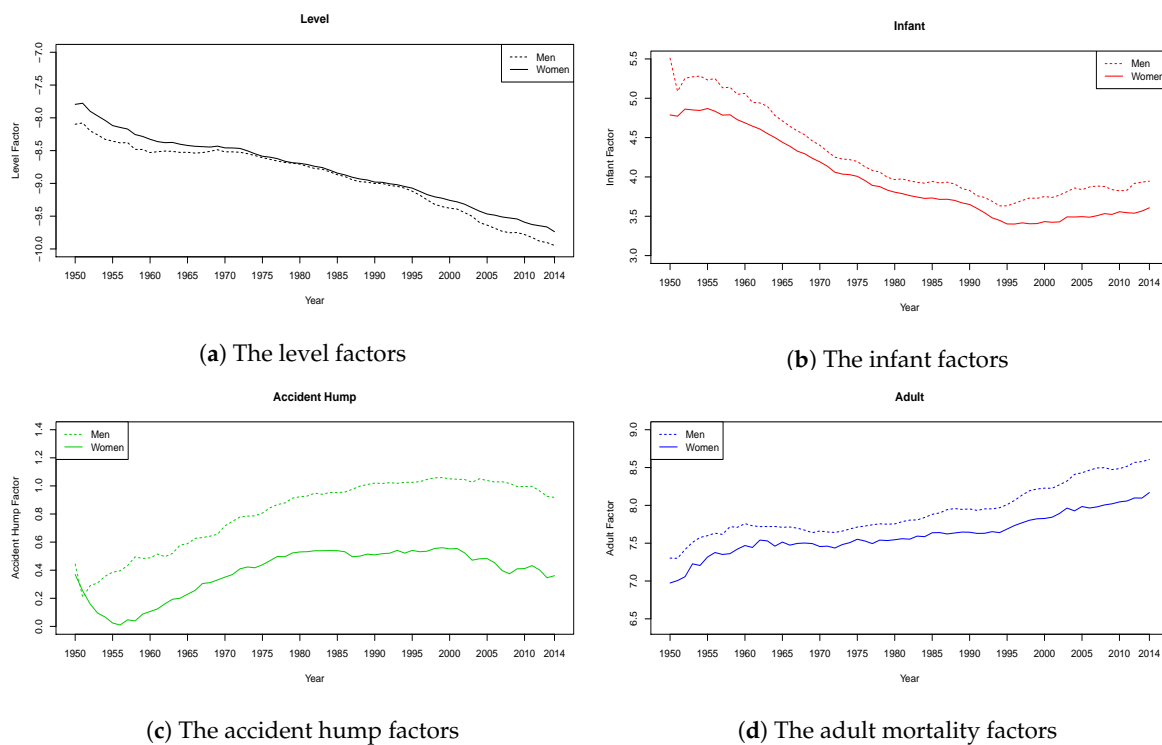 Level
Level Factor
−7.0
−7.5
−8.0
−8.5
−9.0
−9.5
−10.0
Men
Women
1950 1955 1960 1965 1970 1975 1980 1985 1990 1995 2000 2005 2010 2014
Year
(a) The level factors
Infant
Infant Factor
5.5
5.0
4.5
4.0
3.5
3.0
Men
Women
1950 1955 1960 1965 1970 1975 1980 1985 1990 1995 2000 2005 2010 2014
Year
(b) The infant factors
Accident Hump
Accident Hump Factor
1.4
1.2
1.0
0.8
0.6
0.4
0.2
0.0
Men
Women
1950 1955 1960 1965 1970 1975 1980 1985 1990 1995 2000 2005 2010 2014
Year
(c) The accident hump factors
Adult
Adult Factor
9.0
8.5
8.0
7.5
7.0
6.5
Men
Women
1950 1955 1960 1965 1970 1975 1980 1985 1990 1995 2000 2005 2010 2014
Year
(d) The adult mortality factors